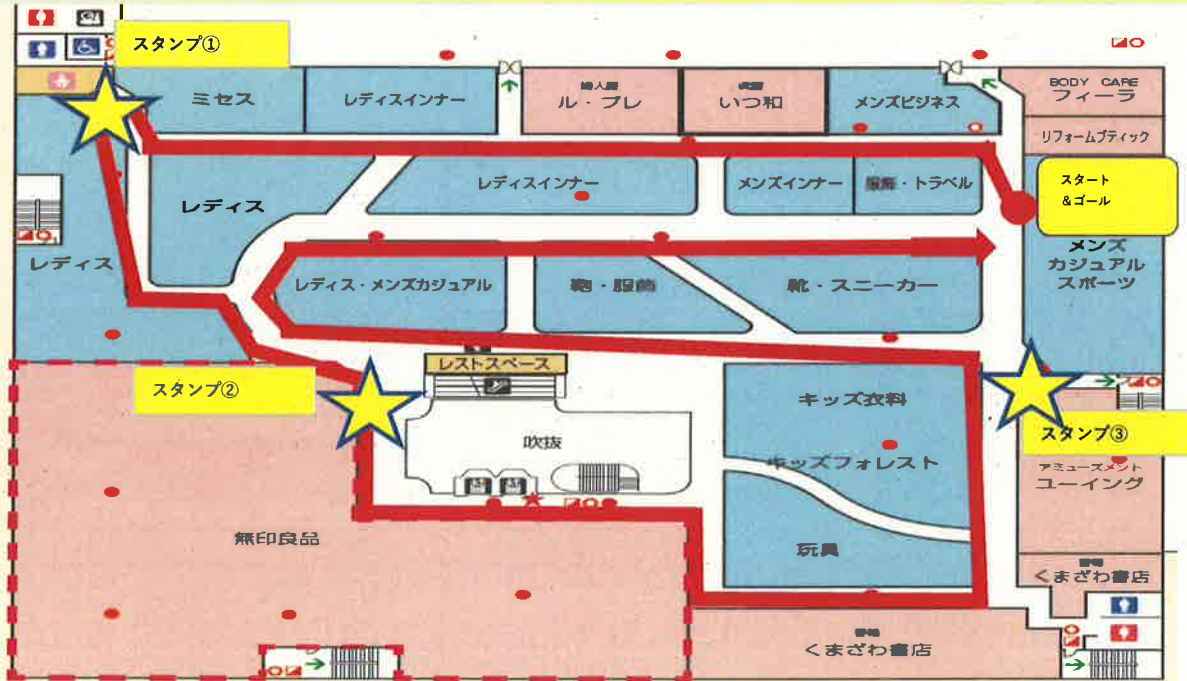 スタンプ①
ミセス
レディスインナー
婦人服
ル・プレ
いつ和
メンズビジネス
BODY CARE
フィーラ
リフォームブティック
レディス
レディスインナー
メンズインナー
服飾・トラベル
スタート
&ゴール
レディス
レディス・メンズカジュアル
鞄・服飾
靴・スニーカー
メンズ
カジュアル
スポーツ
レストスペース
スタンプ②
キッズ衣料
スタンプ③
吹抜
キッズフォレスト
アミューズメント
ユーイング
無印良品
玩具
くまざわ書店
くまざわ書店